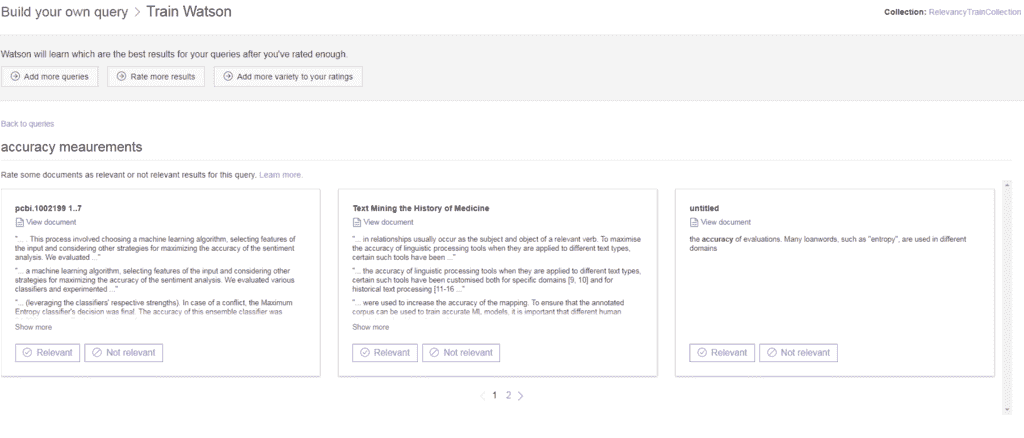 Build your own query > Train Watson
Collection: RelevancyTrainCollection
Watson will learn which are the best results for your queries after you've rated enough.
Add more queries
Rate more results
Add more variety to your ratings
Back to queries
accuracy meaurements
Rate some documents as relevant or not relevant results for this query. Learn more.
pcbi.1002199 1..7
View document
"... . This process involved choosing a machine learning algorithm, selecting features of
the input and considering other strategies for maximizing the accuracy of the sentiment
analysis. We evaluated ..."
"... a machine learning algorithm, selecting features of the input and considering other
strategies for maximizing the accuracy of the sentiment analysis. We evaluated various
classifiers and experimented ..."
"... (leveraging the classifiers' respective strengths). In case of a conflict, the Maximum
Entropy classifier's decision was final. The accuracy of this ensemble classifier was
Show more
Relevant
Not relevant
Text Mining the History of Medicine
View document
"... in relationships usually occur as the subject and object of a relevant verb. To maximise
the accuracy of linguistic processing tools when they are applied to different text types,
certain such tools have been ..."
"... the accuracy of linguistic processing tools when they are applied to different text types,
certain such tools have been customised both for specific domains [9, 10] and for
historical text processing [11-16 ..."
"... were used to increase the accuracy of the mapping. To ensure that the annotated
corpus can be used to train accurate ML models, it is important that different human
Show more
Relevant
Not relevant
untitled
View document
the accuracy of evaluations. Many loanwords, such as "entropy", are used in different
domains
Relevant
Not relevant
< 1 2 >